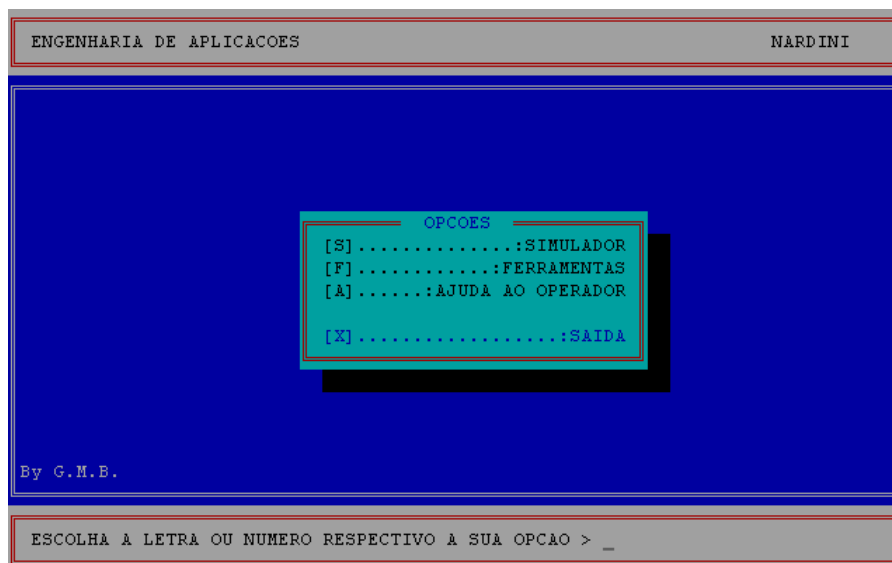 ENGENHARIA DE APLICACOES NARDINI
OPCOES
[S]..............:SIMULADOR
[F]............:FERRAMENTAS
[A]......:AJUDA AO OPERADOR
[X]..................:SAIDA
By G.M.B.
ESCOLHA A LETRA OU NUMERO RESPECTIVO A SUA OPCAO > _